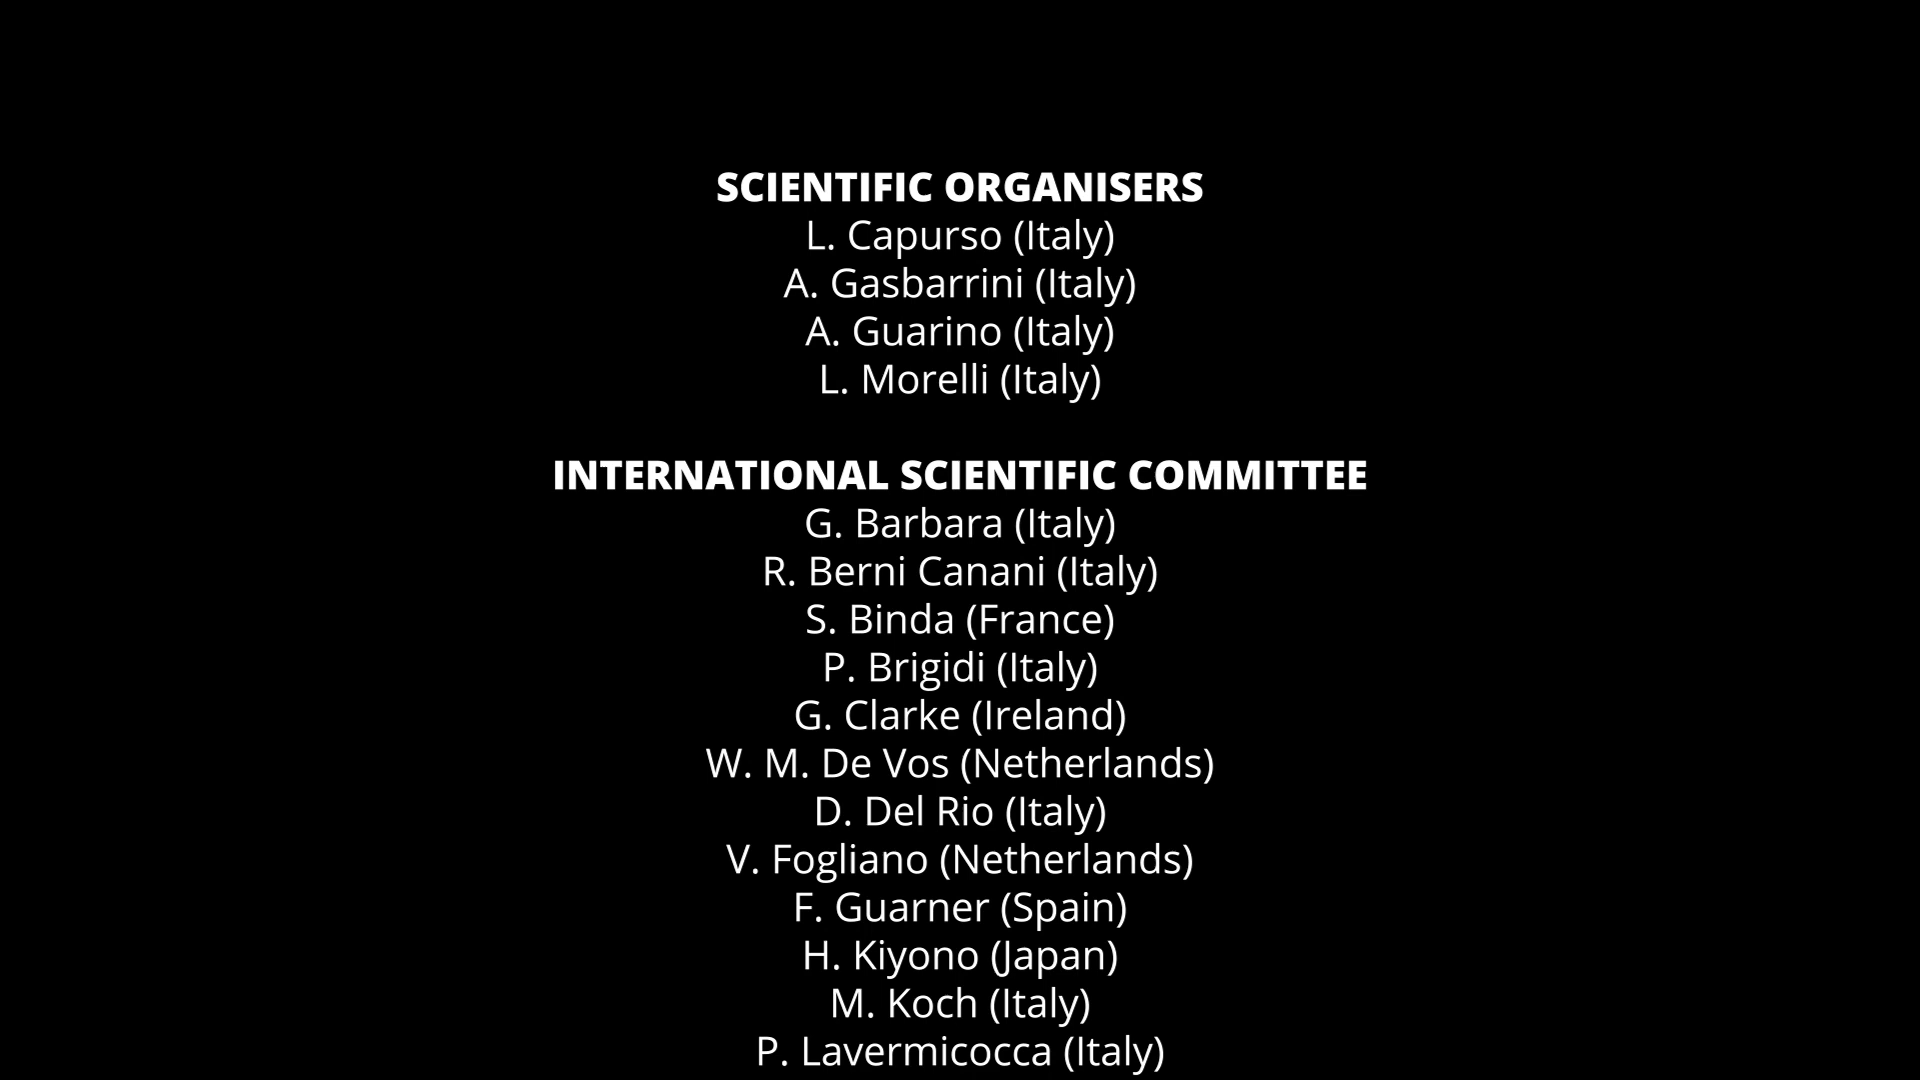 SCIENTIFIC ORGANISERS
L. Capurso (Italy)
A. Gasbarrini (Italy)
A. Guarino (Italy)
L. Morelli (Italy)
INTERNATIONAL SCIENTIFIC COMMITTEE
G. Barbara (Italy)
R. Berni Canani (Italy)
S. Binda (France)
P. Brigidi (Italy)
G. Clarke (Ireland)
W. M. De Vos (Netherlands)
D. Del Rio (Italy)
V. Fogliano (Netherlands)
F. Guarner (Spain)
H. Kiyono (Japan)
M. Koch (Italy)
P. Lavermicocca (Italy)